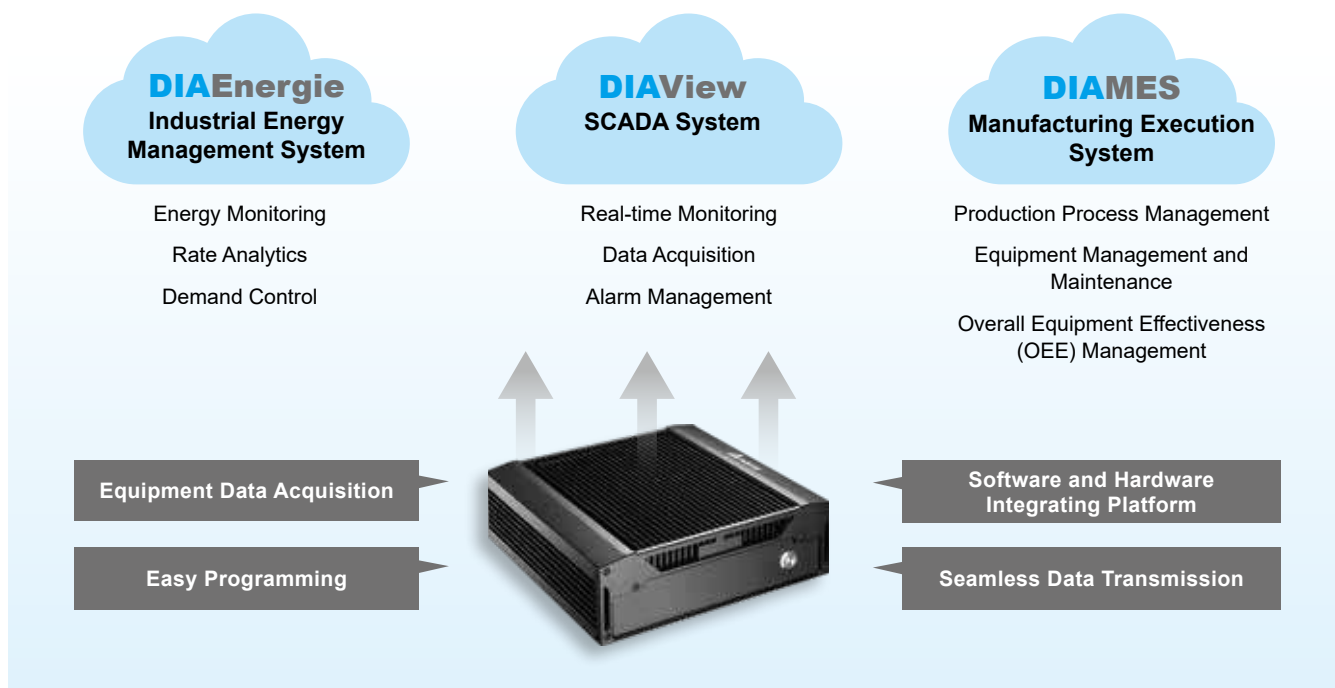 DIAEnergie
Industrial Energy
Management System
Energy Monitoring
Rate Analytics
Demand Control
DIAView
SCADA System
Real-time Monitoring
Data Acquisition
Alarm Management
DIAMES
Manufacturing Execution
System
Production Process Management
Equipment Management and
Maintenance
Overall Equipment Effectiveness
(OEE) Management
Equipment Data Acquisition
Easy Programming
Software and Hardware
Integrating Platform
Seamless Data Transmission